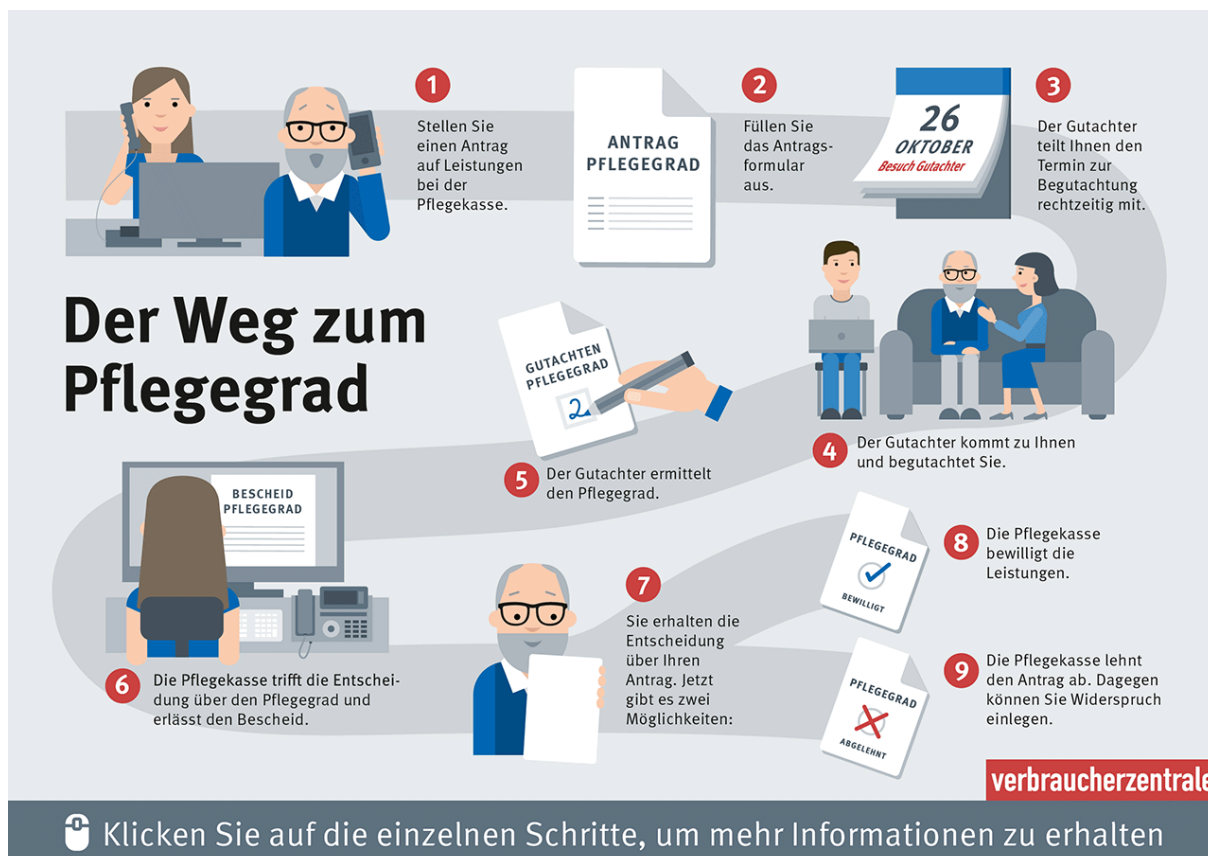 1
Stellen Sie
einen Antrag
auf Leistungen
bei der
Pflegekasse.
ANTRAG
PFLEGEGRAD
2
Füllen Sie
das Antrags-
formular
aus.
26
OKTOBER
Besuch Gutachter
3
Der Gutachter
teilt Ihnen den
Termin zur
Begutachtung
rechtzeitig mit.
Der Weg zum
Pflegegrad
4
Der Gutachter kommt zu Ihnen
und begutachtet Sie.
GUTACHTEN
PFLEGEGRAD
2
5
Der Gutachter ermittelt
den Pflegegrad.
BESCHEID
PFLEGEGRAD
6
Die Pflegekasse trifft die Entschei-
dung über den Pflegegrad und
erlässt den Bescheid.
7
Sie erhalten die
Entscheidung
über Ihren
Antrag. Jetzt
gibt es zwei
Möglichkeiten:
PFLEGEGRAD
BEWILLIGT
8
Die Pflegekasse
bewilligt die
Leistungen.
PFLEGEGRAD
ABGELEHNT
9
Die Pflegekasse lehnt
den Antrag ab. Dagegen
können Sie Widerspruch
einlegen.
verbraucherzentrale
Klicken Sie auf die einzelnen Schritte, um mehr Informationen zu erhalten